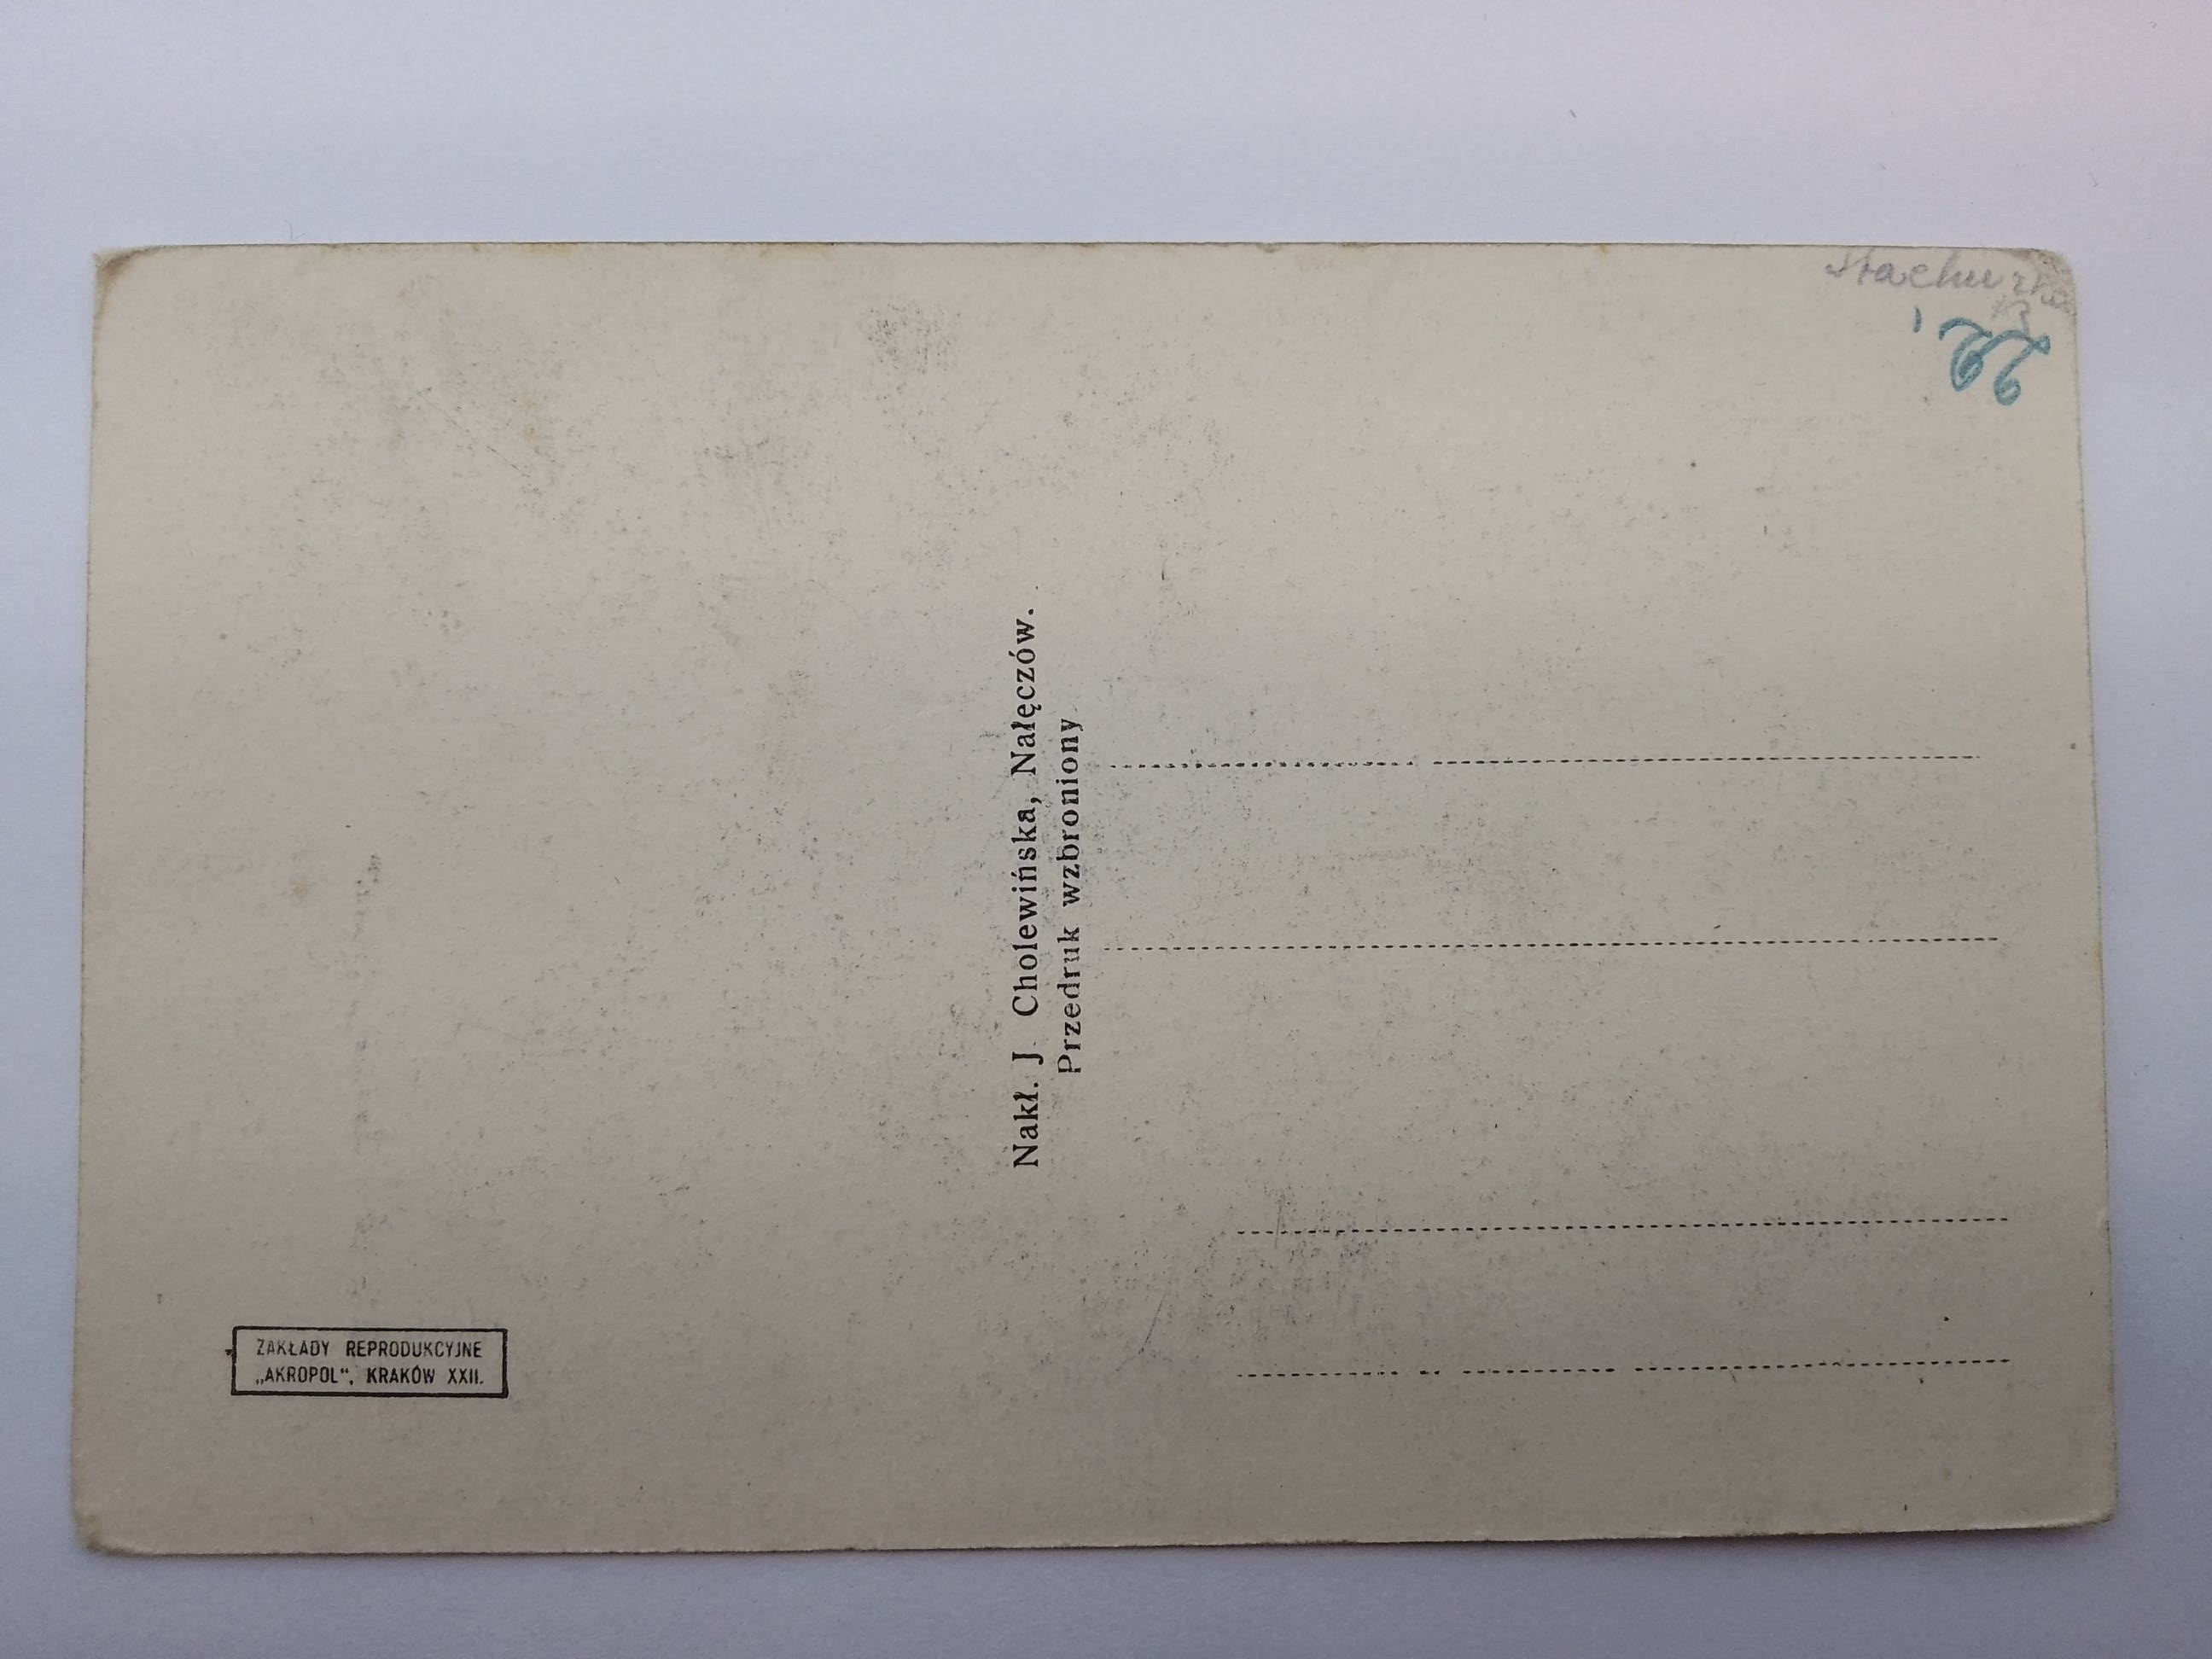 Nakł. J. Cholewińska, Nałęczów.
Przedruk wzbroniony
ZAKŁADY REPRODUKCYJNE
„AKROPOL“, KRAKÓW XXII.